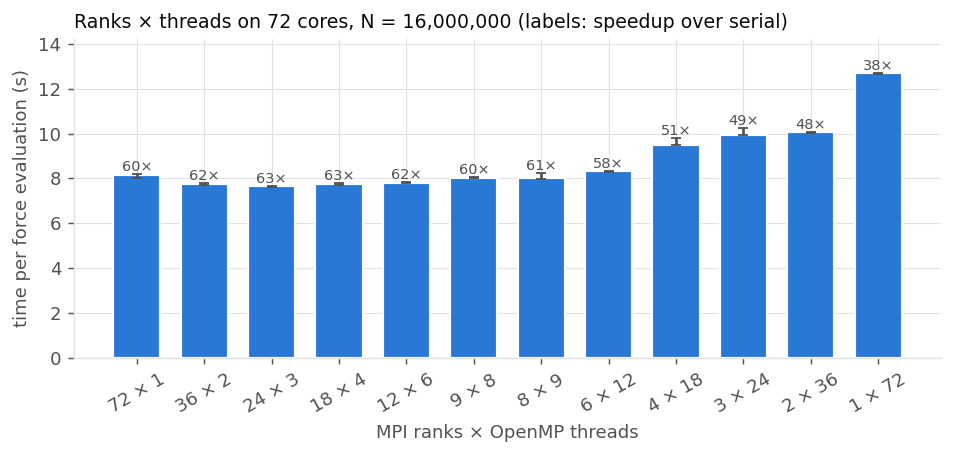 Ranks × threads on 72 cores, N = 16,000,000 (labels: speedup over serial)
time per force evaluation (s)
14
12
10
8
6
4
2
0
60×
62×
63×
63×
62×
60×
61×
58×
51×
49×
48×
38×
72 × 1
36 × 2
24 × 3
18 × 4
12 × 6
9 × 8
8 × 9
6 × 12
4 × 18
3 × 24
2 × 36
1 × 72
MPI ranks × OpenMP threads